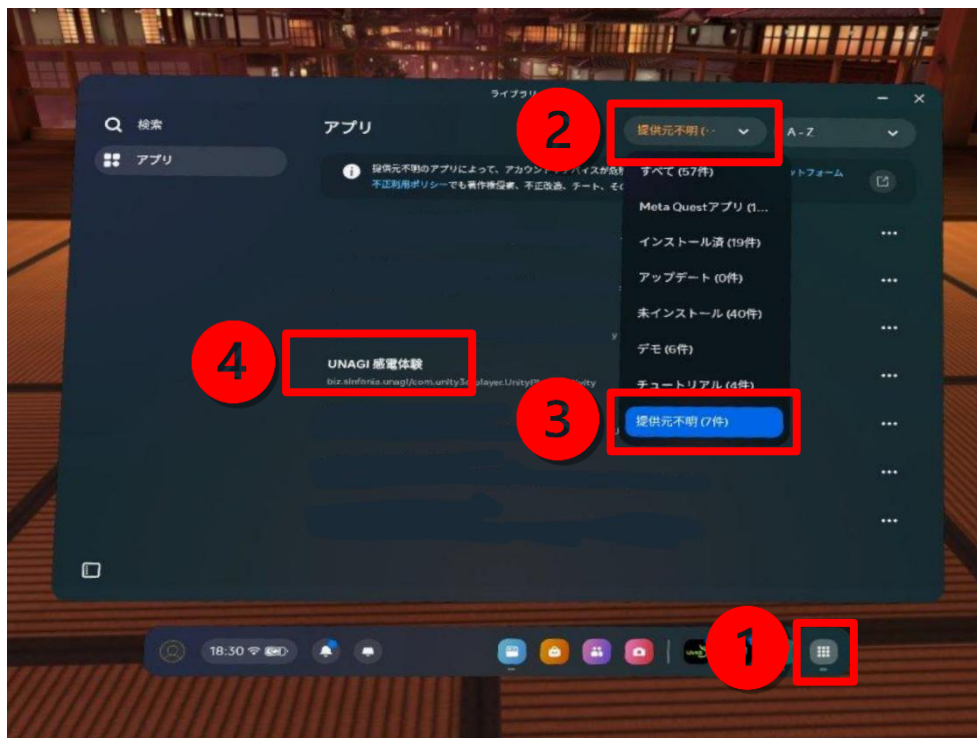 ライブラリ
検索
アプリ
アプリ
2
提供元不明 (··
A - Z
提供元不明のアプリによって、アカウント
イスが危
ットフォーム
不正利用ポリシーでも著作権侵害、不正改造、チート、そ
すべて (57件)
Meta Questアプリ (1...
インストール済 (19件)
アップデート (0件)
未インストール (40件)
デモ (6件)
チュートリアル (4件)
3
提供元不明 (7件)
4
UNAGI 感電体験
biz.sinfonia.unagi/com.unity3d.player.Unity
18:30
1